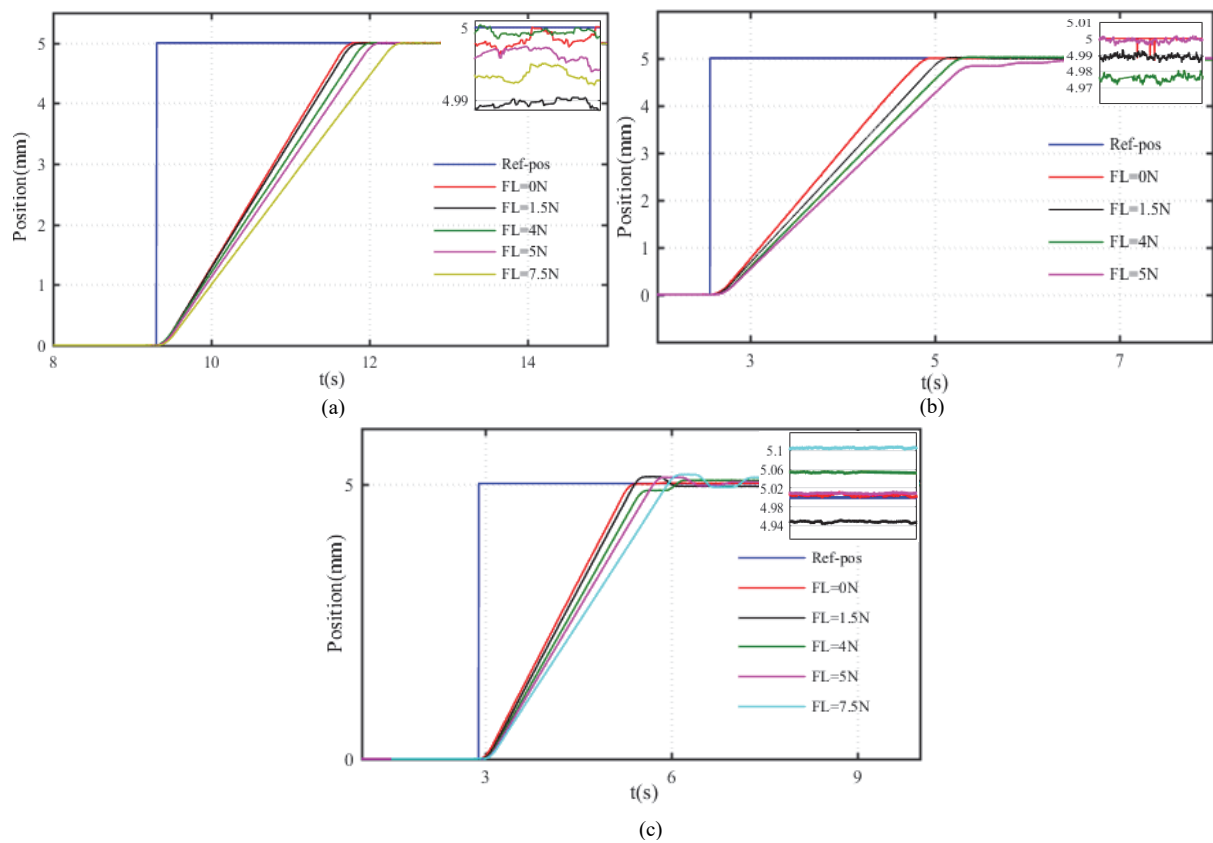 5
4
3
2
1
0
Position(mm)
8
10
12
14
t(s)
5
4.99
Ref-pos
FL=0N
FL=1.5N
FL=4N
FL=5N
FL=7.5N
(a)
6
5
4
3
2
1
0
Position(mm)
3
5
7
t(s)
5.01
5
4.99
4.98
4.97
Ref-pos
FL=0N
FL=1.5N
FL=4N
FL=5N
(b)
5
0
Position(mm)
3
6
9
t(s)
5.1
5.06
5.02
4.98
4.94
Ref-pos
FL=0N
FL=1.5N
FL=4N
FL=5N
FL=7.5N
(c)